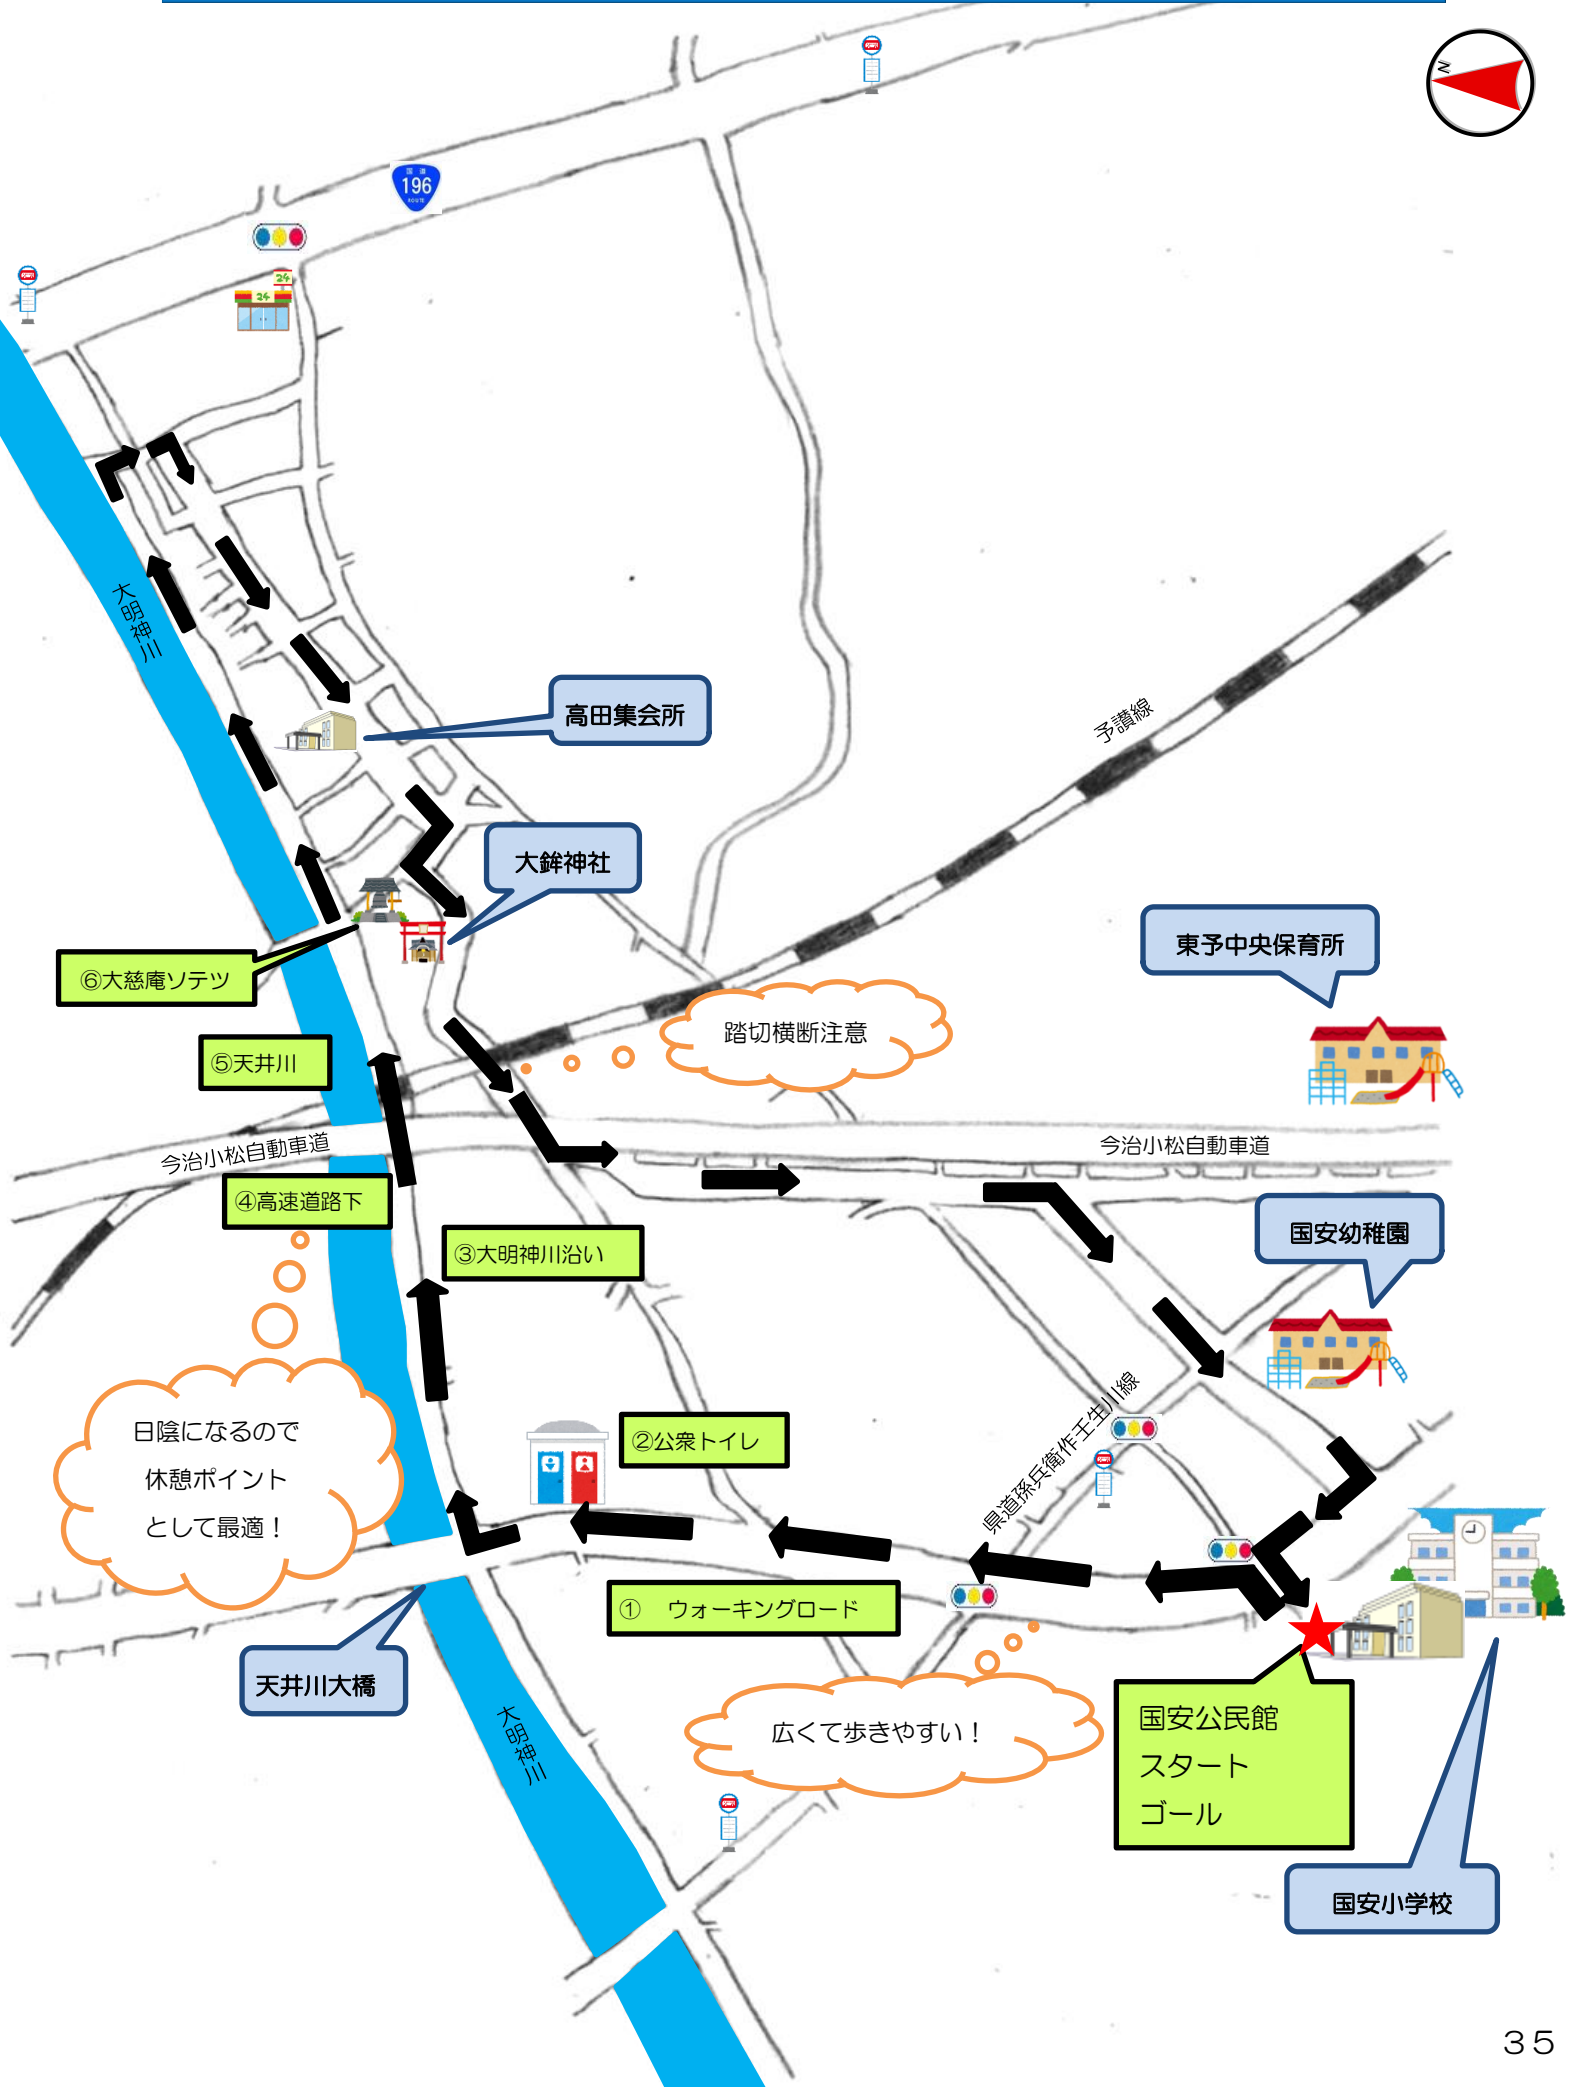 N
国道
196
ROUTE
24
24
大明神川
高田集会所
予讃線
大鉾神社
東予中央保育所
⑥大慈庵ソテツ
踏切横断注意
⑤天井川
今治小松自動車道
今治小松自動車道
④高速道路下
国安幼稚園
③大明神川沿い
県道孫兵衛作壬生川線
日陰になるので
休憩ポイント
として最適！
②公衆トイレ
①　ウォーキングロード
天井川大橋
大明神川
広くて歩きやすい！
国安公民館
スタート
ゴール
国安小学校
３５